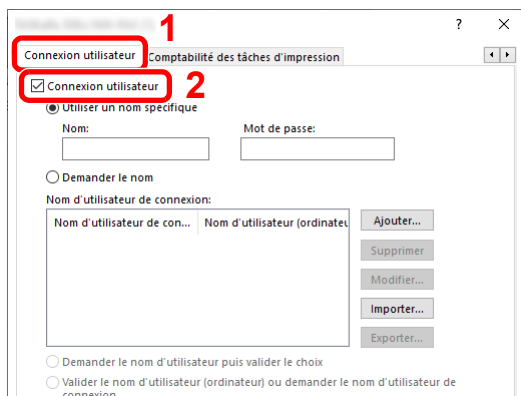 1
? ×
Connexion utilisateur Comptabilité des tâches d'impression
2
Connexion utilisateur
Utiliser un nom spécifique
Nom: Mot de passe:
Demander le nom
Nom d'utilisateur de connexion:
Nom d'utilisateur de con... Nom d'utilisateur (ordinateu
Ajouter...
Supprimer
Modifier...
Importer...
Exporter...
Demander le nom d'utilisateur puis valider le choix
Valider le nom d'utilisateur (ordinateur) ou demander le nom d'utilisateur de
connexion